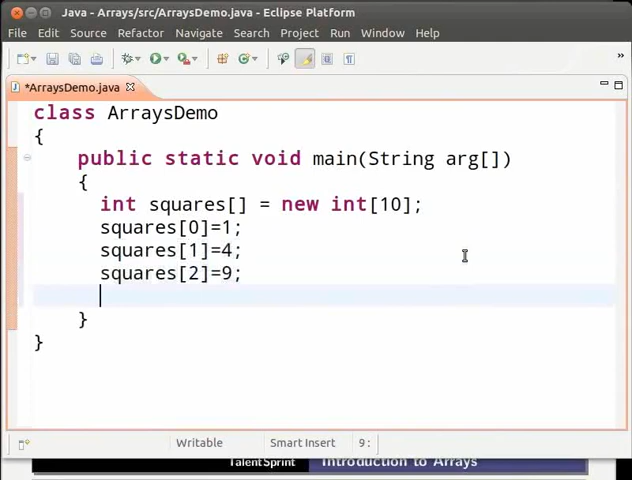 Java - Arrays/src/ArraysDemo.java - Eclipse Platform
File Edit Source Refactor Navigate Search Project Run Window Help
*ArraysDemo.java
class ArraysDemo
{
public static void main(String arg[])
{
int squares[] = new int[10];
squares[0]=1;
squares[1]=4;
squares[2]=9;
}
}
Writable Smart Insert 9 :
TalentSprint Introduction to Arrays